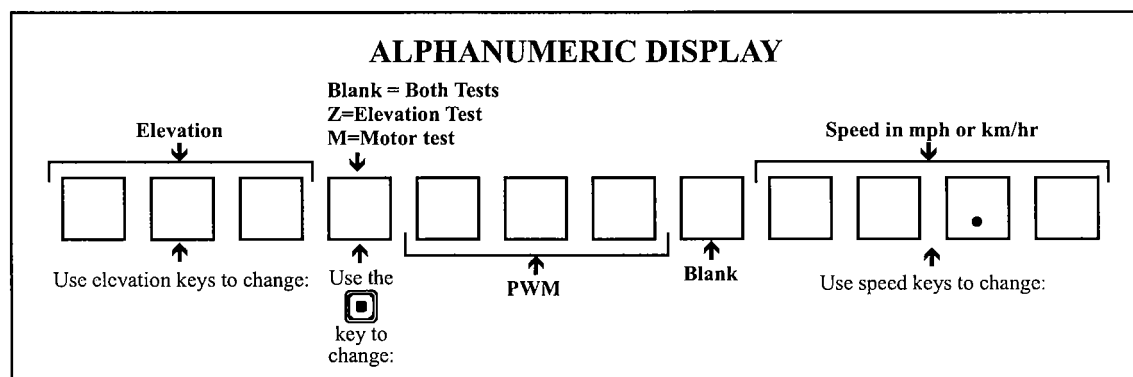 ALPHANUMERIC DISPLAY
Blank = Both Tests
Z=Elevation Test
M=Motor test
Elevation
Speed in mph or km/hr
Use elevation keys to change:
Use the
key to
change:
PWM
Blank
Use speed keys to change: